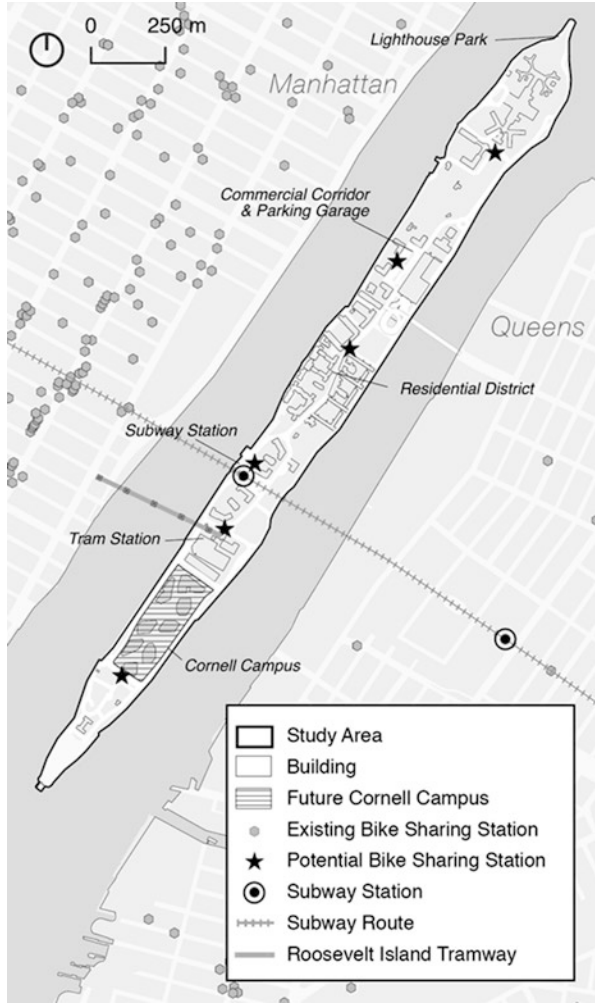 Lighthouse Park
0 250 m
Manhattan
Commercial Corridor
& Parking Garage
Queens
Residential District
Subway Station
Tram Station
Cornell Campus
Study Area
Building
Future Cornell Campus
Existing Bike Sharing Station
Potential Bike Sharing Station
Subway Station
Subway Route
Roosevelt Island Tramway